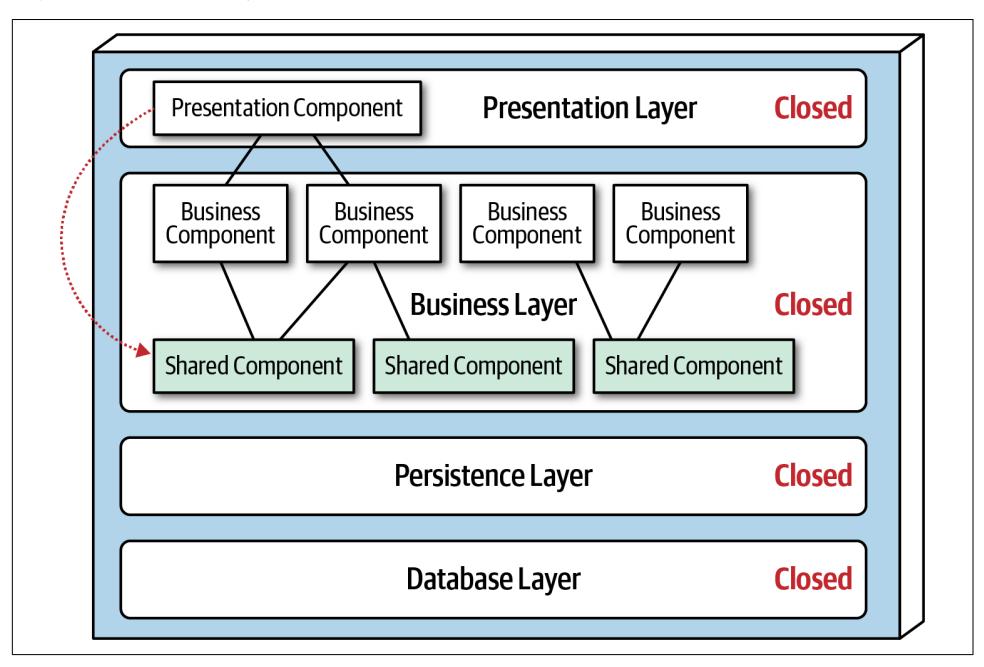 Presentation Component
Presentation Layer
Closed
Business
Component
Business
Component
Business
Component
Business
Component
Business Layer
Closed
Shared Component
Shared Component
Shared Component
Persistence Layer
Closed
Database Layer
Closed